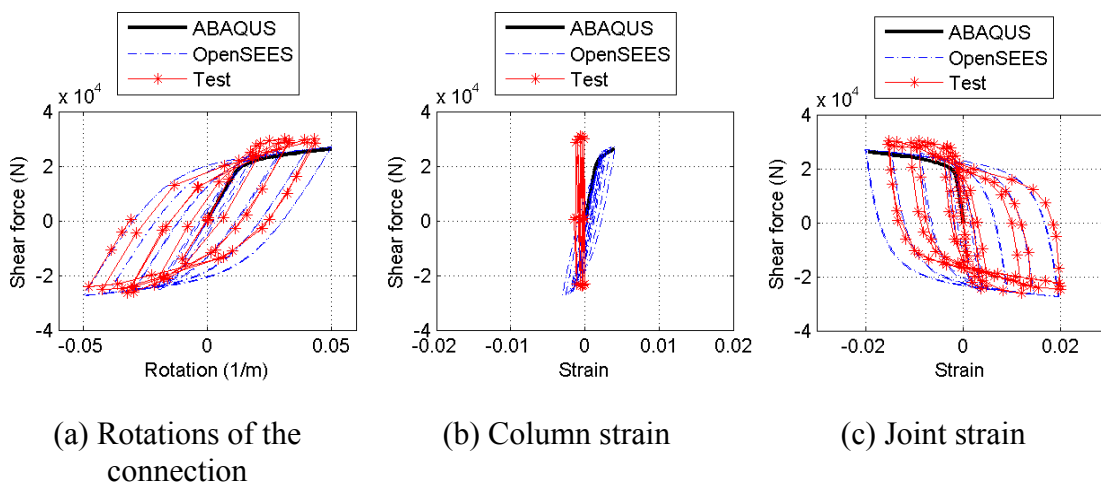 ABAQUS
OpenSEES
Test
x 10^4
4
2
0
-2
-4
Shear force (N)
-0.05
0
0.05
Rotation (1/m)
(a) Rotations of the
connection
ABAQUS
OpenSEES
Test
x 10^4
4
2
0
-2
-4
Shear force (N)
-0.02
-0.01
0
0.01
0.02
Strain
(b) Column strain
ABAQUS
OpenSEES
Test
x 10^4
4
2
0
-2
-4
Shear force (N)
-0.02
0
0.02
Strain
(c) Joint strain